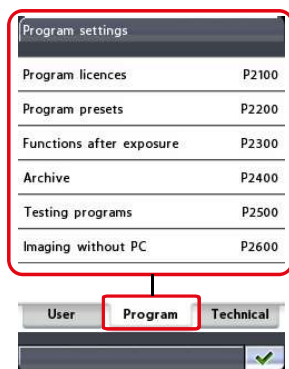 Program settings
Program licences P2100
Program presets P2200
Functions after exposure P2300
Archive P2400
Testing programs P2500
Imaging without PC P2600
User Program Technical